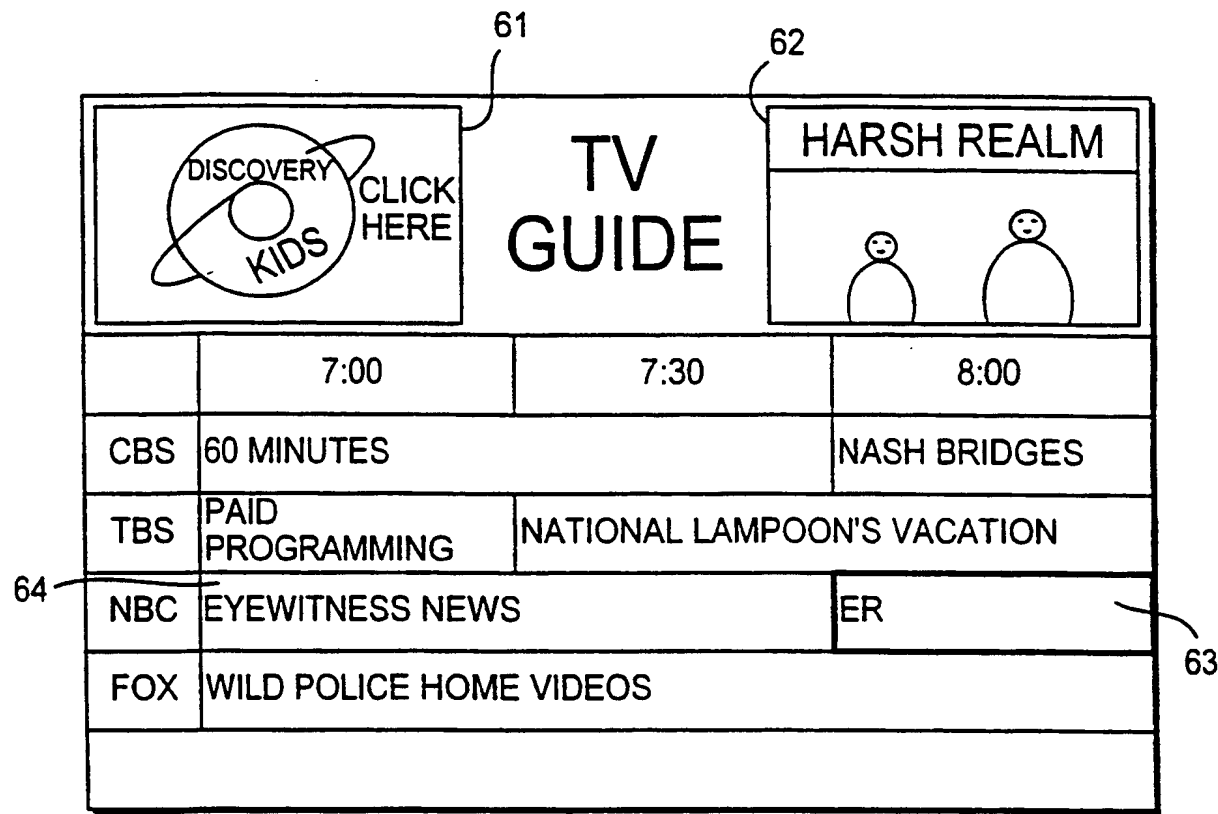 61
62
DISCOVERY
KIDS
CLICK
HERE
TV
GUIDE
HARSH REALM
7:00 7:30 8:00
CBS 60 MINUTES NASH BRIDGES
TBS PAID
PROGRAMMING NATIONAL LAMPOON'S VACATION
64
NBC EYEWITNESS NEWS ER
63
FOX WILD POLICE HOME VIDEOS